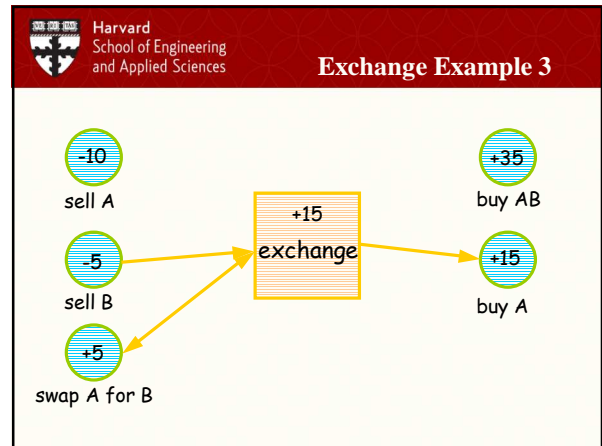 Harvard
School of Engineering
and Applied Sciences
Exchange Example 3
-10
sell A
+35
buy AB
+15
exchange
-5
sell B
+15
buy A
+5
swap A for B